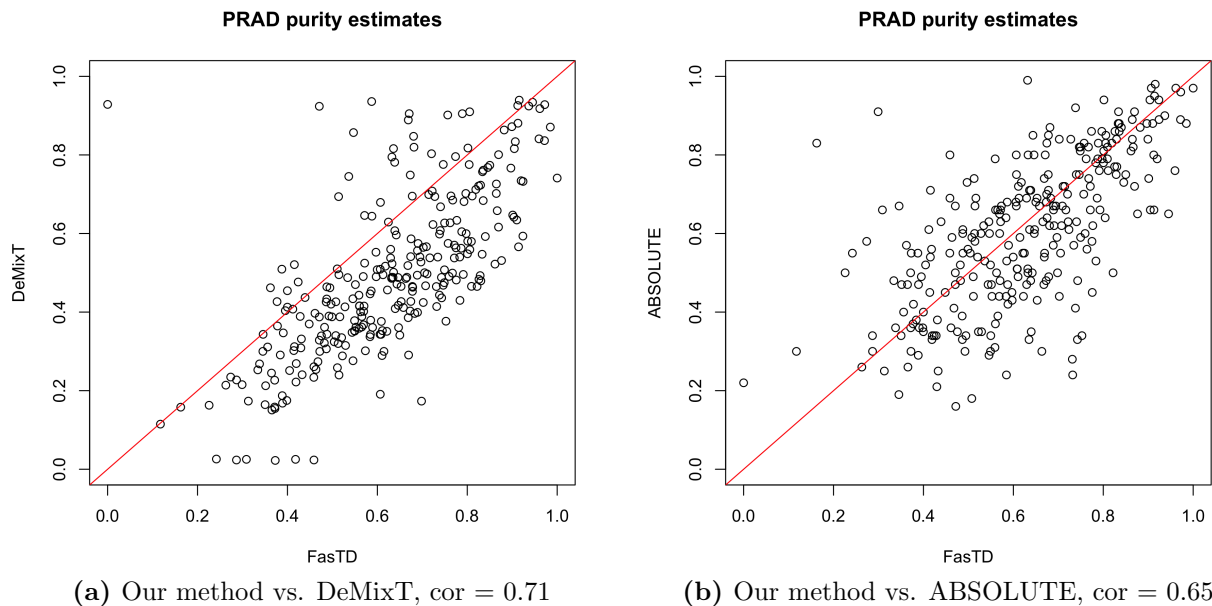 PRAD purity estimates
DeMixT
0.0 0.2 0.4 0.6 0.8 1.0
0.0 0.2 0.4 0.6 0.8 1.0
FasTD
(a) Our method vs. DeMixT, cor = 0.71
PRAD purity estimates
ABSOLUTE
0.0 0.2 0.4 0.6 0.8 1.0
0.0 0.2 0.4 0.6 0.8 1.0
FasTD
(b) Our method vs. ABSOLUTE, cor = 0.65